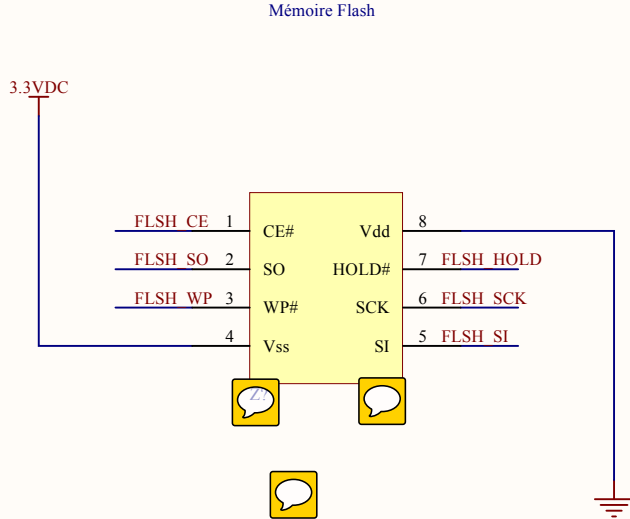 Mémoire Flash
3.3VDC
FLSH_CE 1 CE# Vdd 8
FLSH_SO 2 SO HOLD# 7 FLSH_HOLD
FLSH_WP 3 WP# SCK 6 FLSH_SCK
4 Vss SI 5 FLSH_SI
Z?